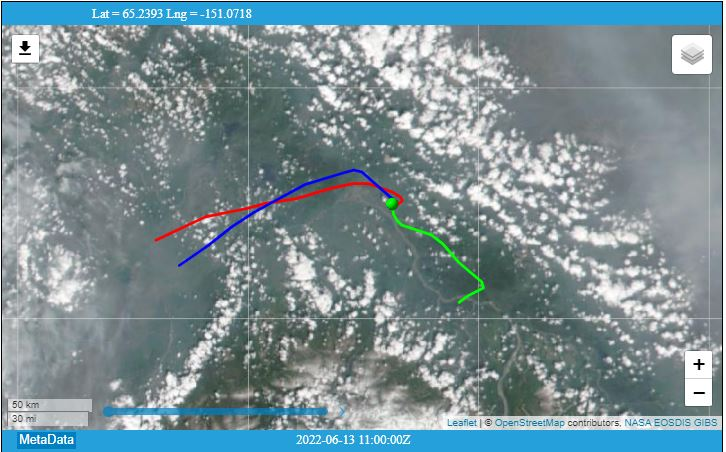 Lat = 65.2393 Lng = -151.0718
+
−
50 km
30 mi
Leaflet | © OpenStreetMap contributors, NASA EOSDIS GIBS
MetaData
2022-06-13 11:00:00Z